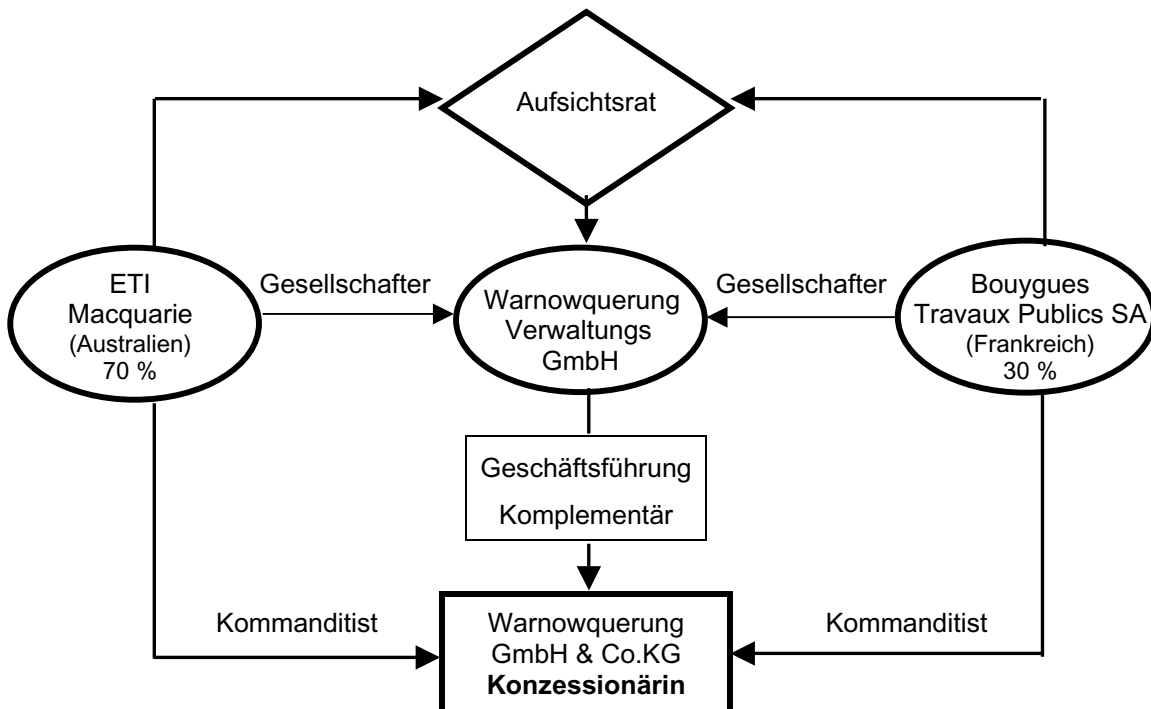 Aufsichtsrat
ETI
Macquarie
(Australien)
70 %
Gesellschafter
Warnowquerung
Verwaltungs
GmbH
Gesellschafter
Bouygues
Travaux Publics SA
(Frankreich)
30 %
Geschäftsführung
Komplementär
Kommanditist
Warnowquerung
GmbH & Co.KG
Konzessionärin
Kommanditist